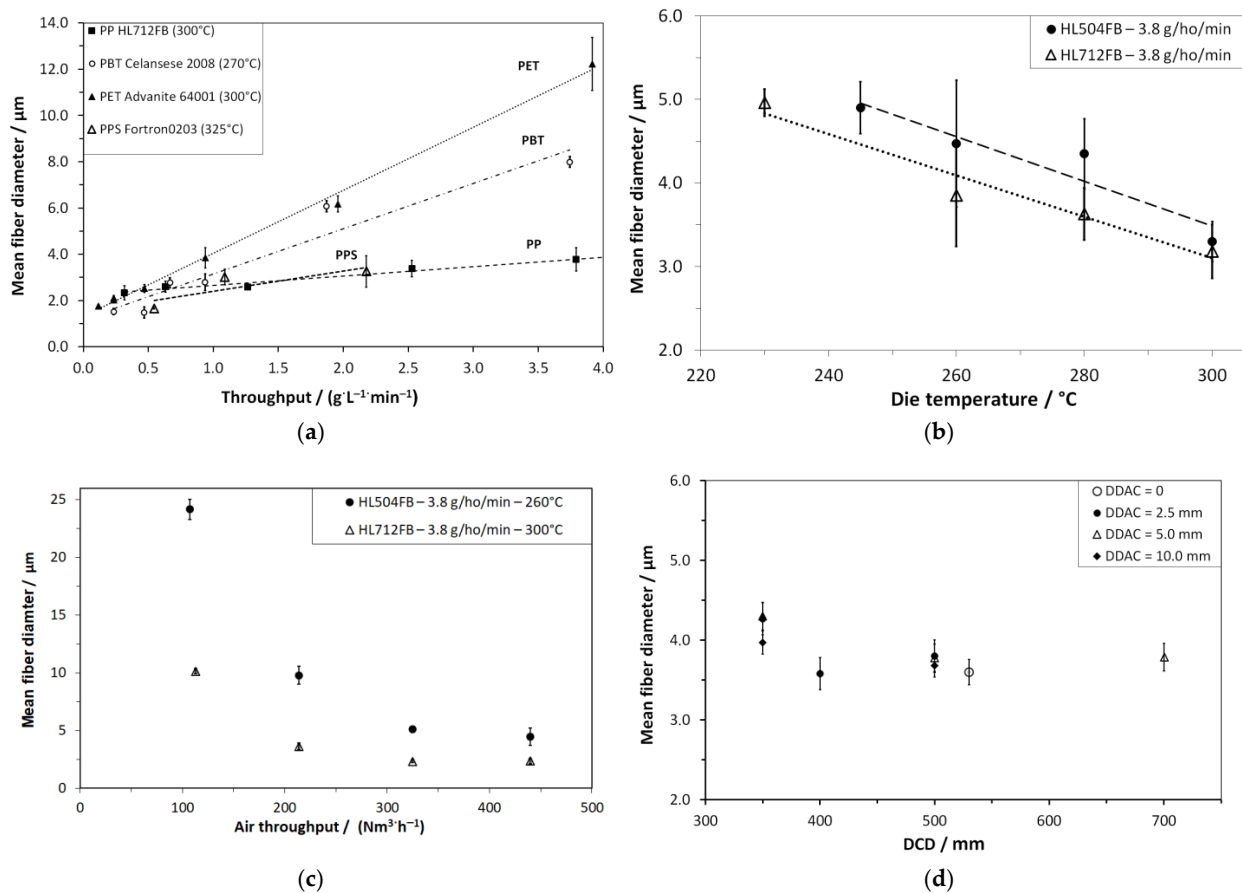 14.0
12.0
10.0
8.0
6.0
4.0
2.0
0.0
Mean fiber diameter / µm
PP HL712FB (300°C)
PBT Celansese 2008 (270°C)
PET Advanite 64001 (300°C)
PPS Fortron0203 (325°C)
PET
PBT
PPS
PP
0.0 0.5 1.0 1.5 2.0 2.5 3.0 3.5 4.0
Throughput / (g·L⁻¹·min⁻¹)
(a)
6.0
5.0
4.0
3.0
2.0
Mean fiber diameter / µm
HL504FB – 3.8 g/ho/min
HL712FB – 3.8 g/ho/min
220 240 260 280 300
Die temperature / °C
(b)
25
20
15
10
5
0
Mean fiber diamter / µm
HL504FB – 3.8 g/ho/min – 260°C
HL712FB – 3.8 g/ho/min – 300°C
0 100 200 300 400 500
Air throughput / (Nm³·h⁻¹)
(c)
6.0
5.0
4.0
3.0
2.0
Mean fiber diameter / µm
DDAC = 0
DDAC = 2.5 mm
DDAC = 5.0 mm
DDAC = 10.0 mm
300 400 500 600 700
DCD / mm
(d)